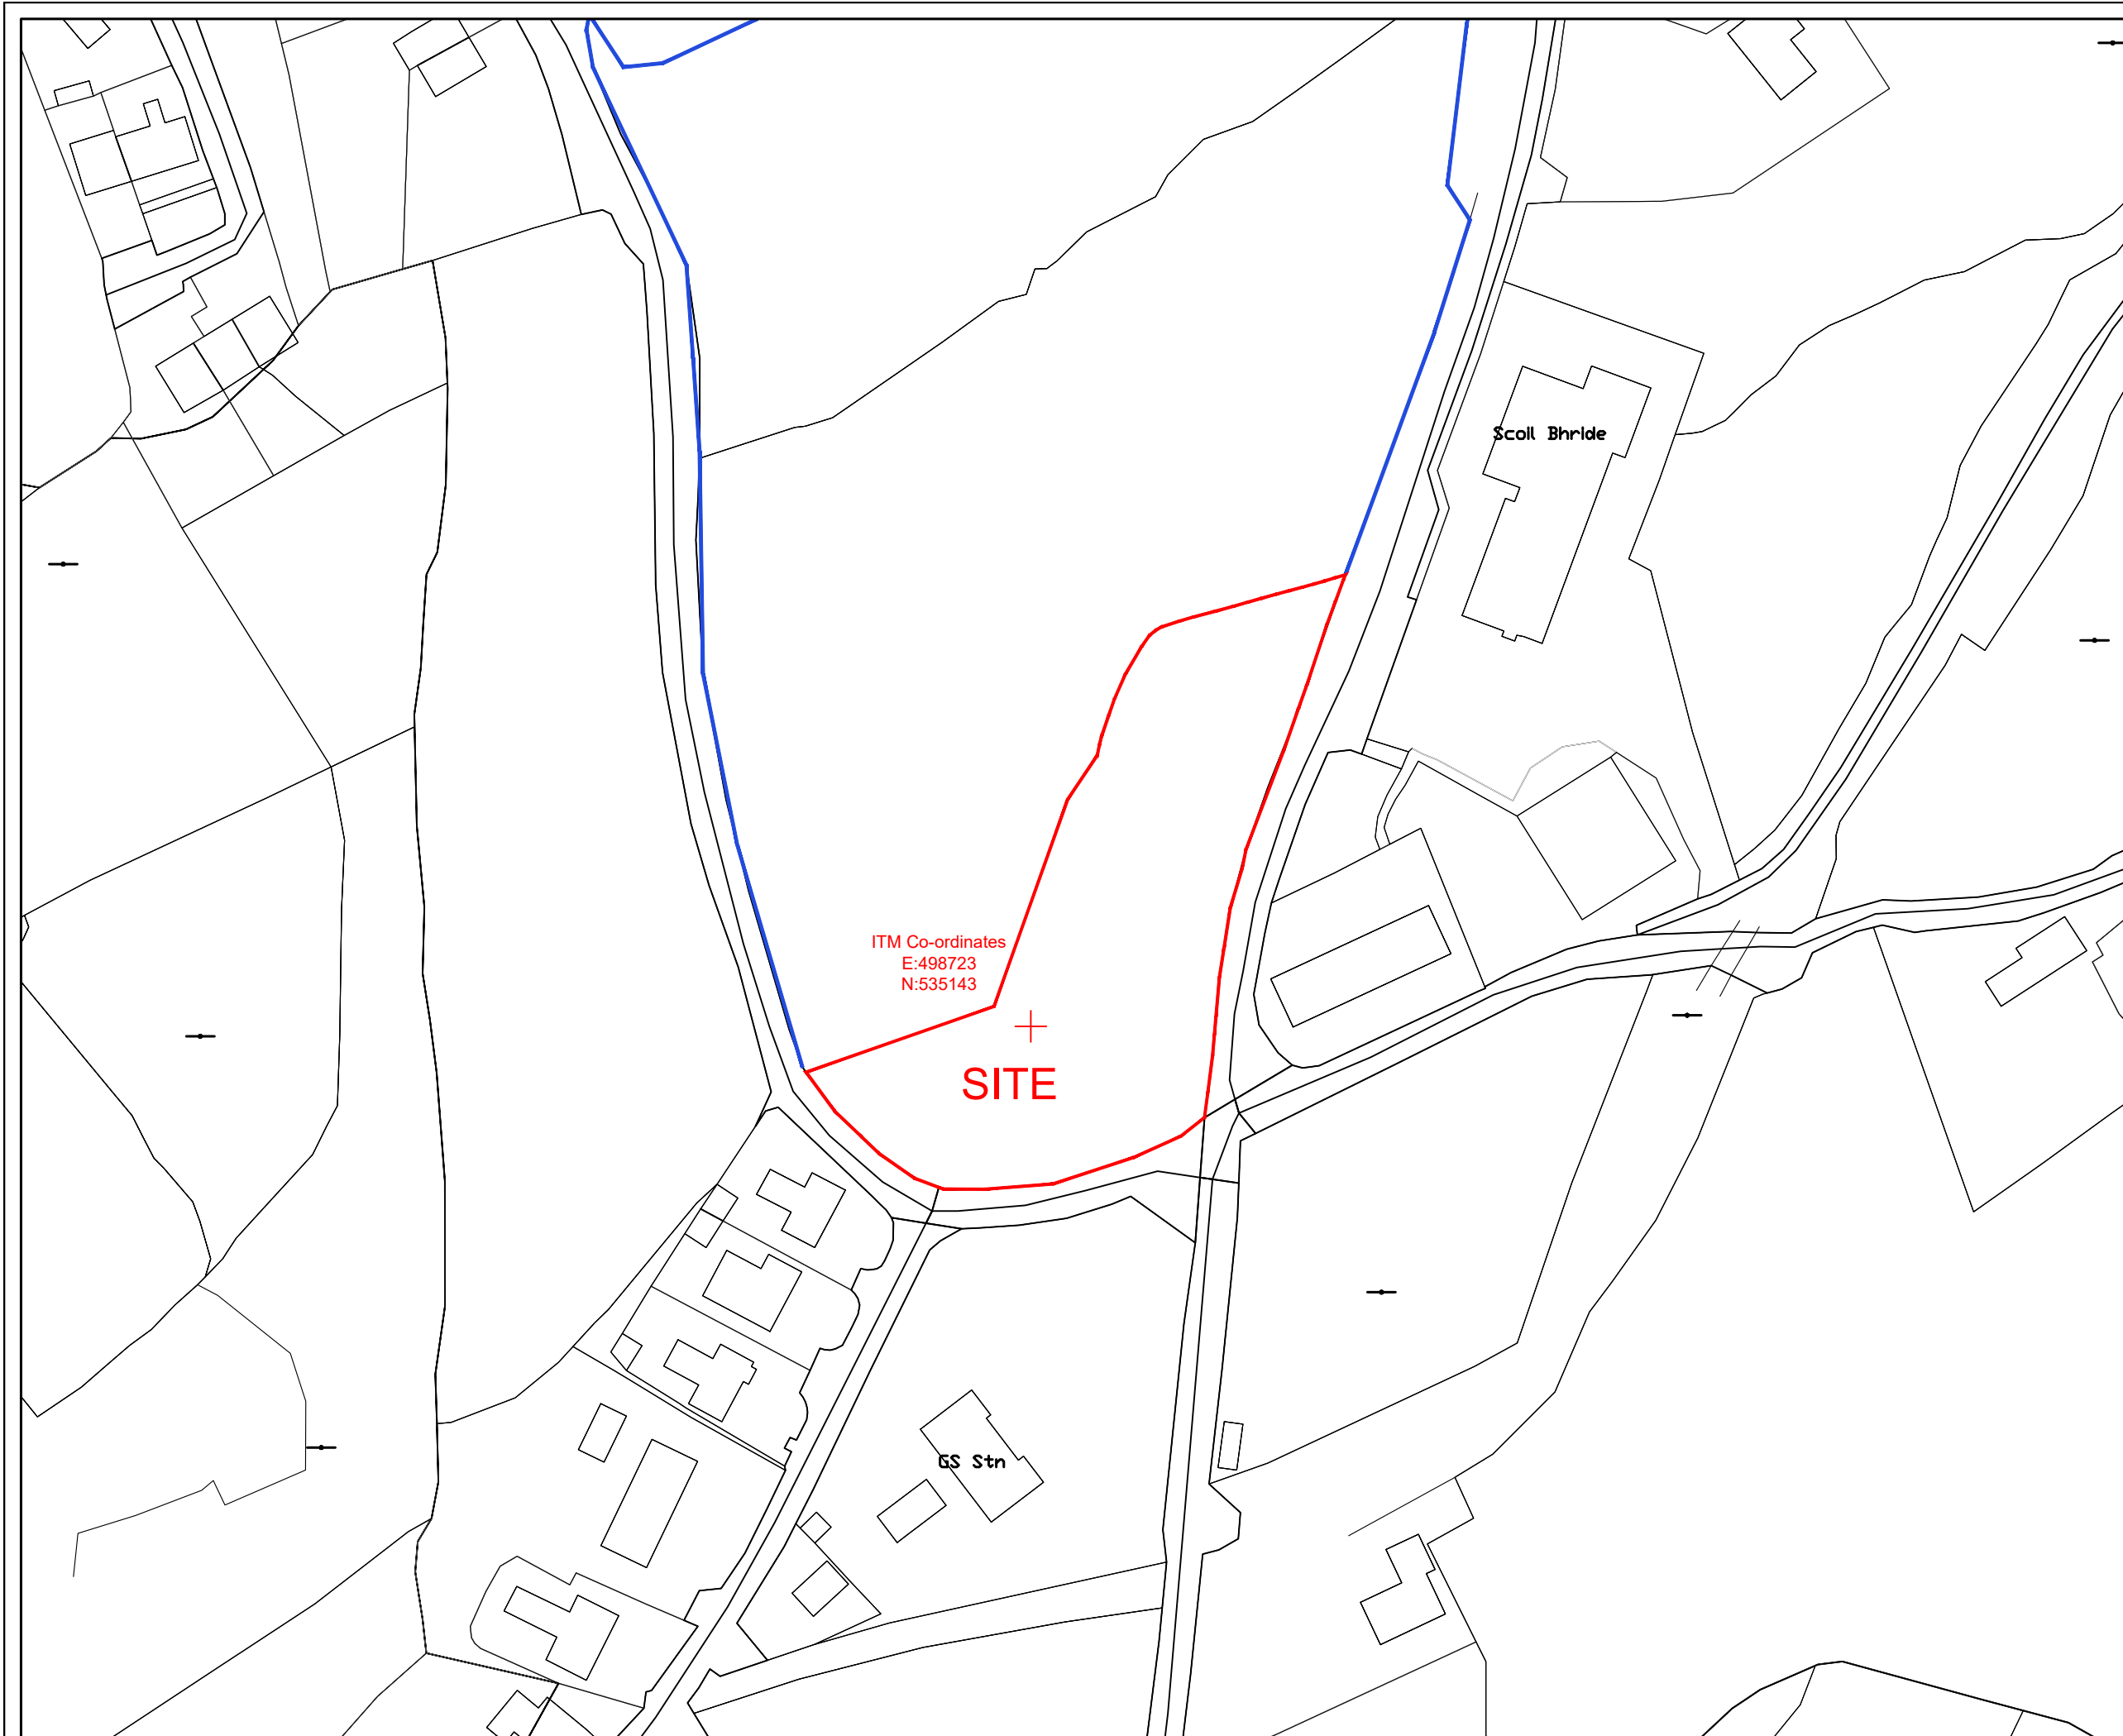 Scoil Bhride
ITM Co-ordinates
E:498723
N:535143
SITE
GS Stn